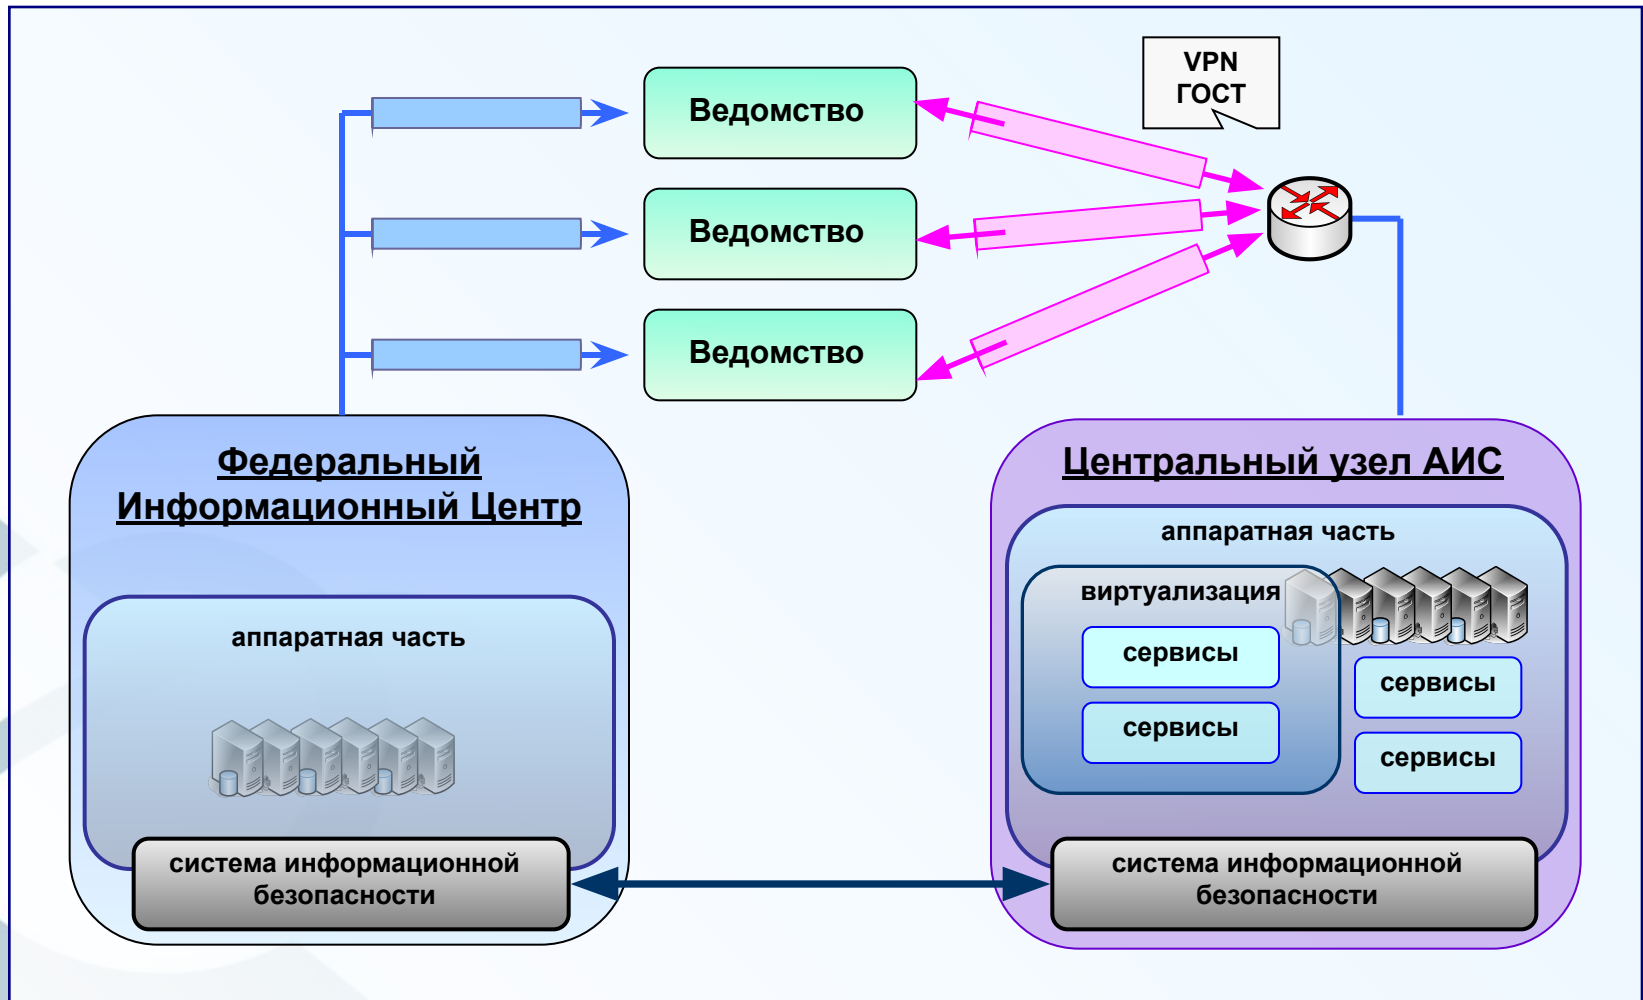 VPN
ГОСТ
Ведомство
Ведомство
Ведомство
Федеральный
Информационный Центр
аппаратная часть
система информационной
безопасности
Центральный узел АИС
аппаратная часть
виртуализация
сервисы
сервисы
сервисы
сервисы
система информационной
безопасности